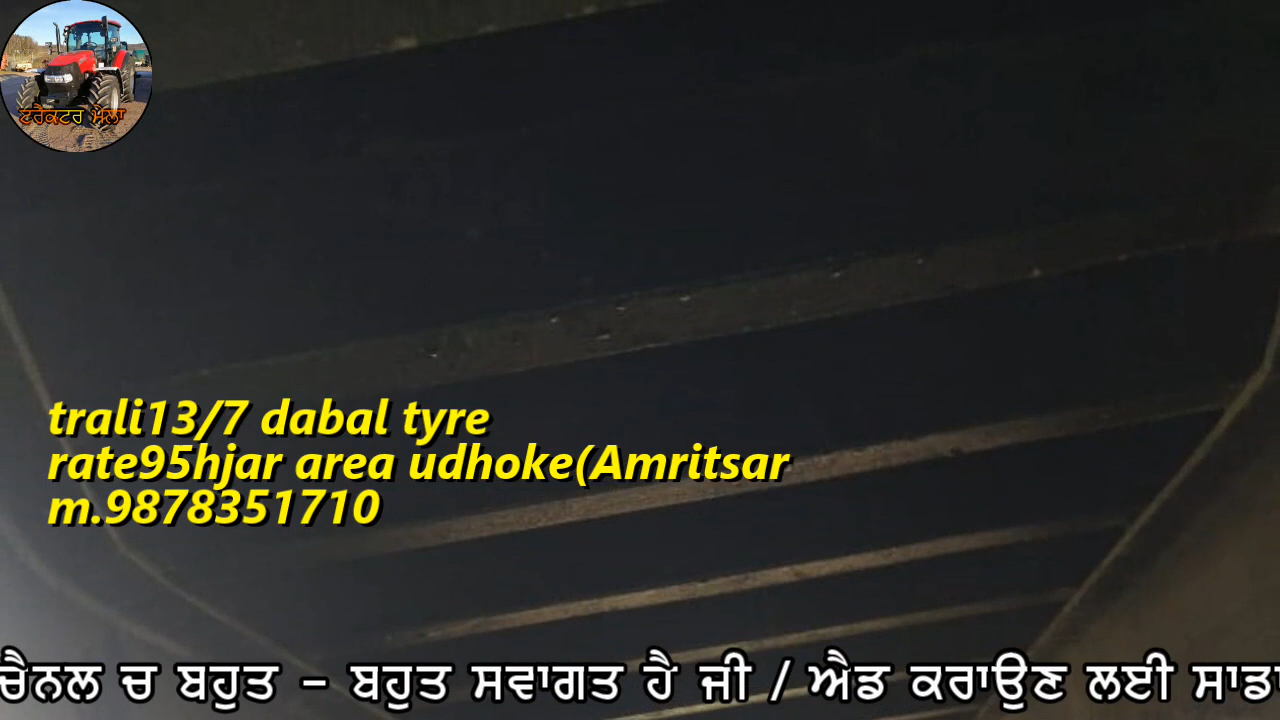 ਟਰੈਕਟਰ ਮੇਲਾ
trali13/7 dabal tyre
rate95hjar area udhoke(Amritsar
m.9878351710
ਚੈਨਲ ਚ ਬਹੁਤ - ਬਹੁਤ ਸਵਾਗਤ ਹੈ ਜੀ / ਐਡ ਕਰਾਉਣ ਲਈ ਸਾਡਾ